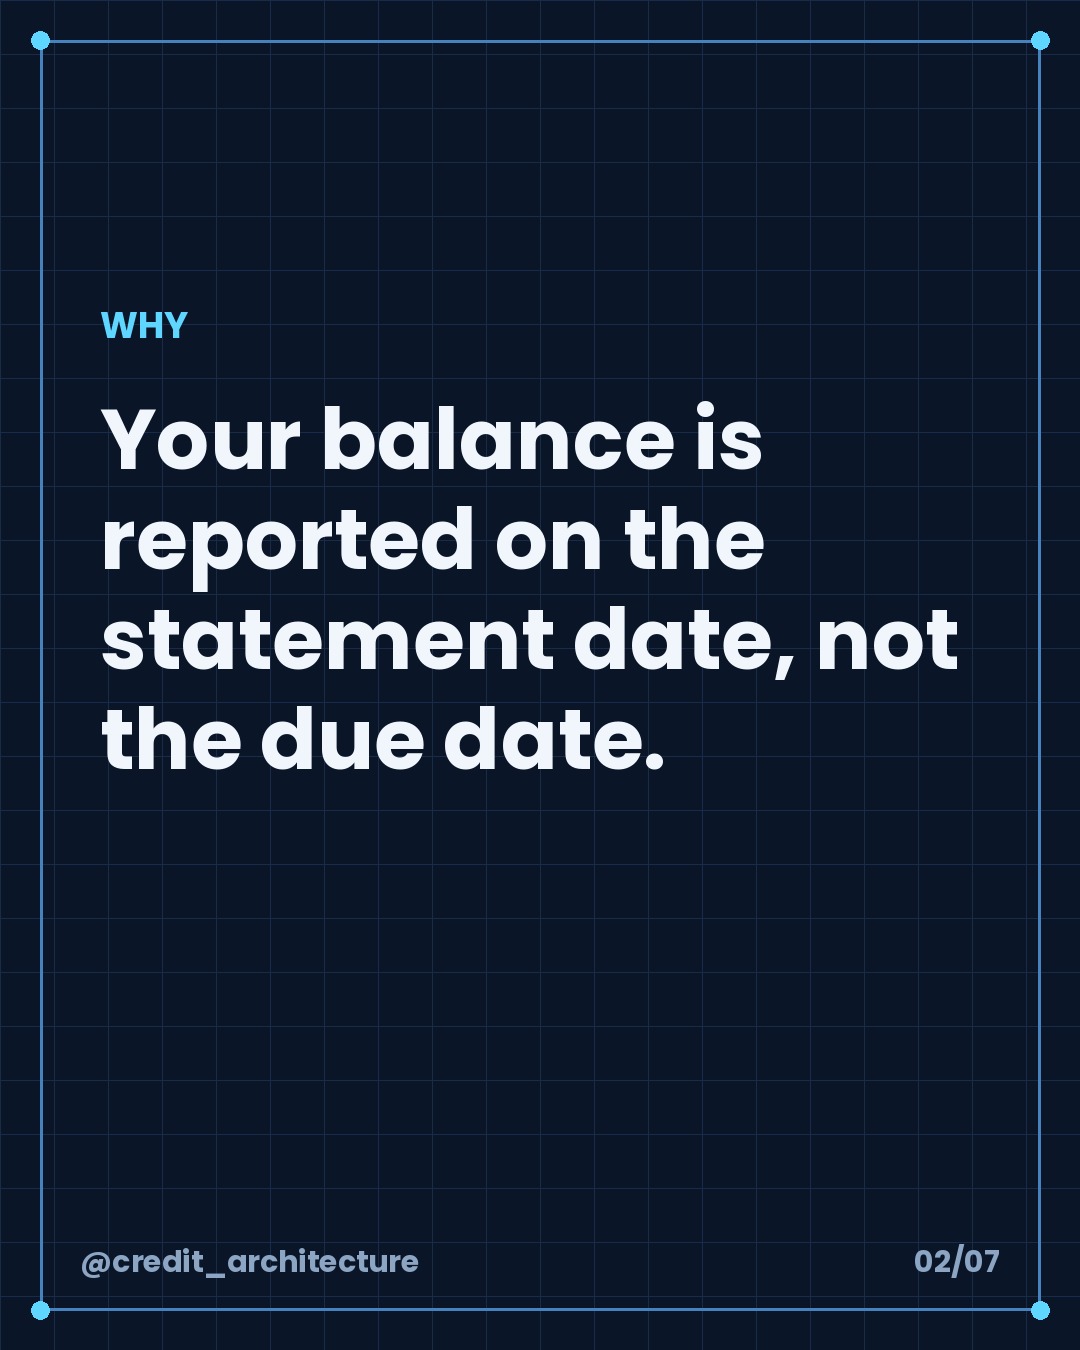 WHY
Your balance is
reported on the
statement date, not
the due date.
@credit_architecture
02/07